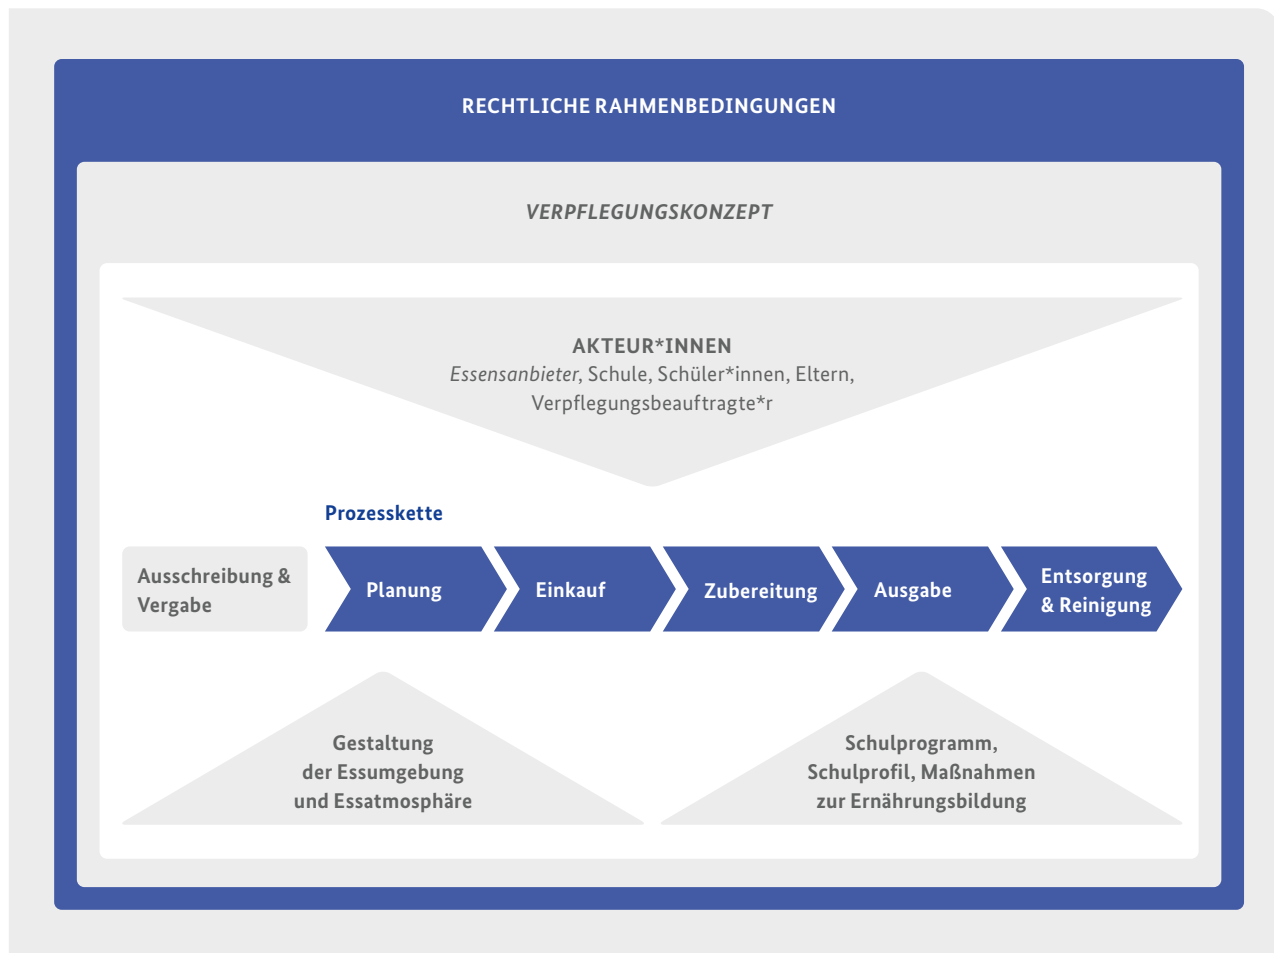 RECHTLICHE RAHMENBEDINGUNGEN
VERPFLEGUNGSKONZEPT
AKTEUR*INNEN
Essensanbieter, Schule, Schüler*innen, Eltern,
Verpflegungsbeauftragte*r
Prozesskette
Ausschreibung &
Vergabe
Planung
Einkauf
Zubereitung
Ausgabe
Entsorgung
& Reinigung
Gestaltung
der Essumgebung
und Essatmosphäre
Schulprogramm,
Schulprofil, Maßnahmen
zur Ernährungsbildung